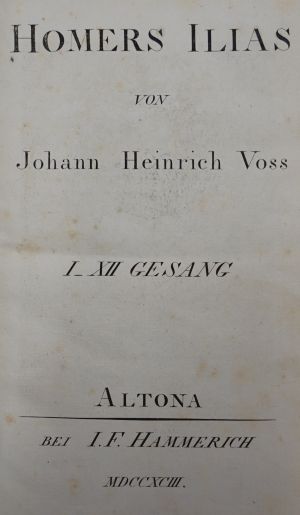 HOMERS ILIAS
VON
Johann Heinrich Voss
I_XII GESANG
ALTONA
BEI I.F. HAMMERICH
MDCCXCIII.